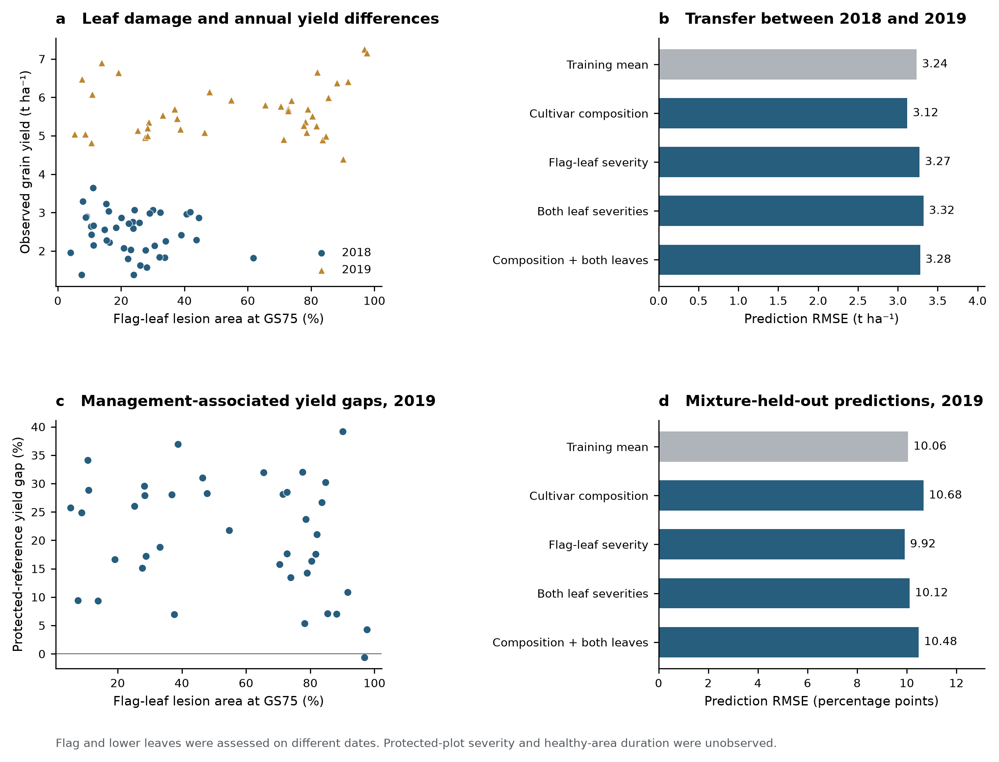 a Leaf damage and annual yield differences
Observed grain yield (t ha⁻¹)
7
6
5
4
3
2
2018
2019
0 20 40 60 80 100
Flag-leaf lesion area at GS75 (%)
b Transfer between 2018 and 2019
Training mean 3.24
Cultivar composition 3.12
Flag-leaf severity 3.27
Both leaf severities 3.32
Composition + both leaves 3.28
0.0 0.5 1.0 1.5 2.0 2.5 3.0 3.5 4.0
Prediction RMSE (t ha⁻¹)
c Management-associated yield gaps, 2019
Protected-reference yield gap (%)
40
35
30
25
20
15
10
5
0
20 40 60 80 100
Flag-leaf lesion area at GS75 (%)
d Mixture-held-out predictions, 2019
Training mean 10.06
Cultivar composition 10.68
Flag-leaf severity 9.92
Both leaf severities 10.12
Composition + both leaves 10.48
0 2 4 6 8 10 12
Prediction RMSE (percentage points)
Flag and lower leaves were assessed on different dates. Protected-plot severity and healthy-area duration were unobserved.